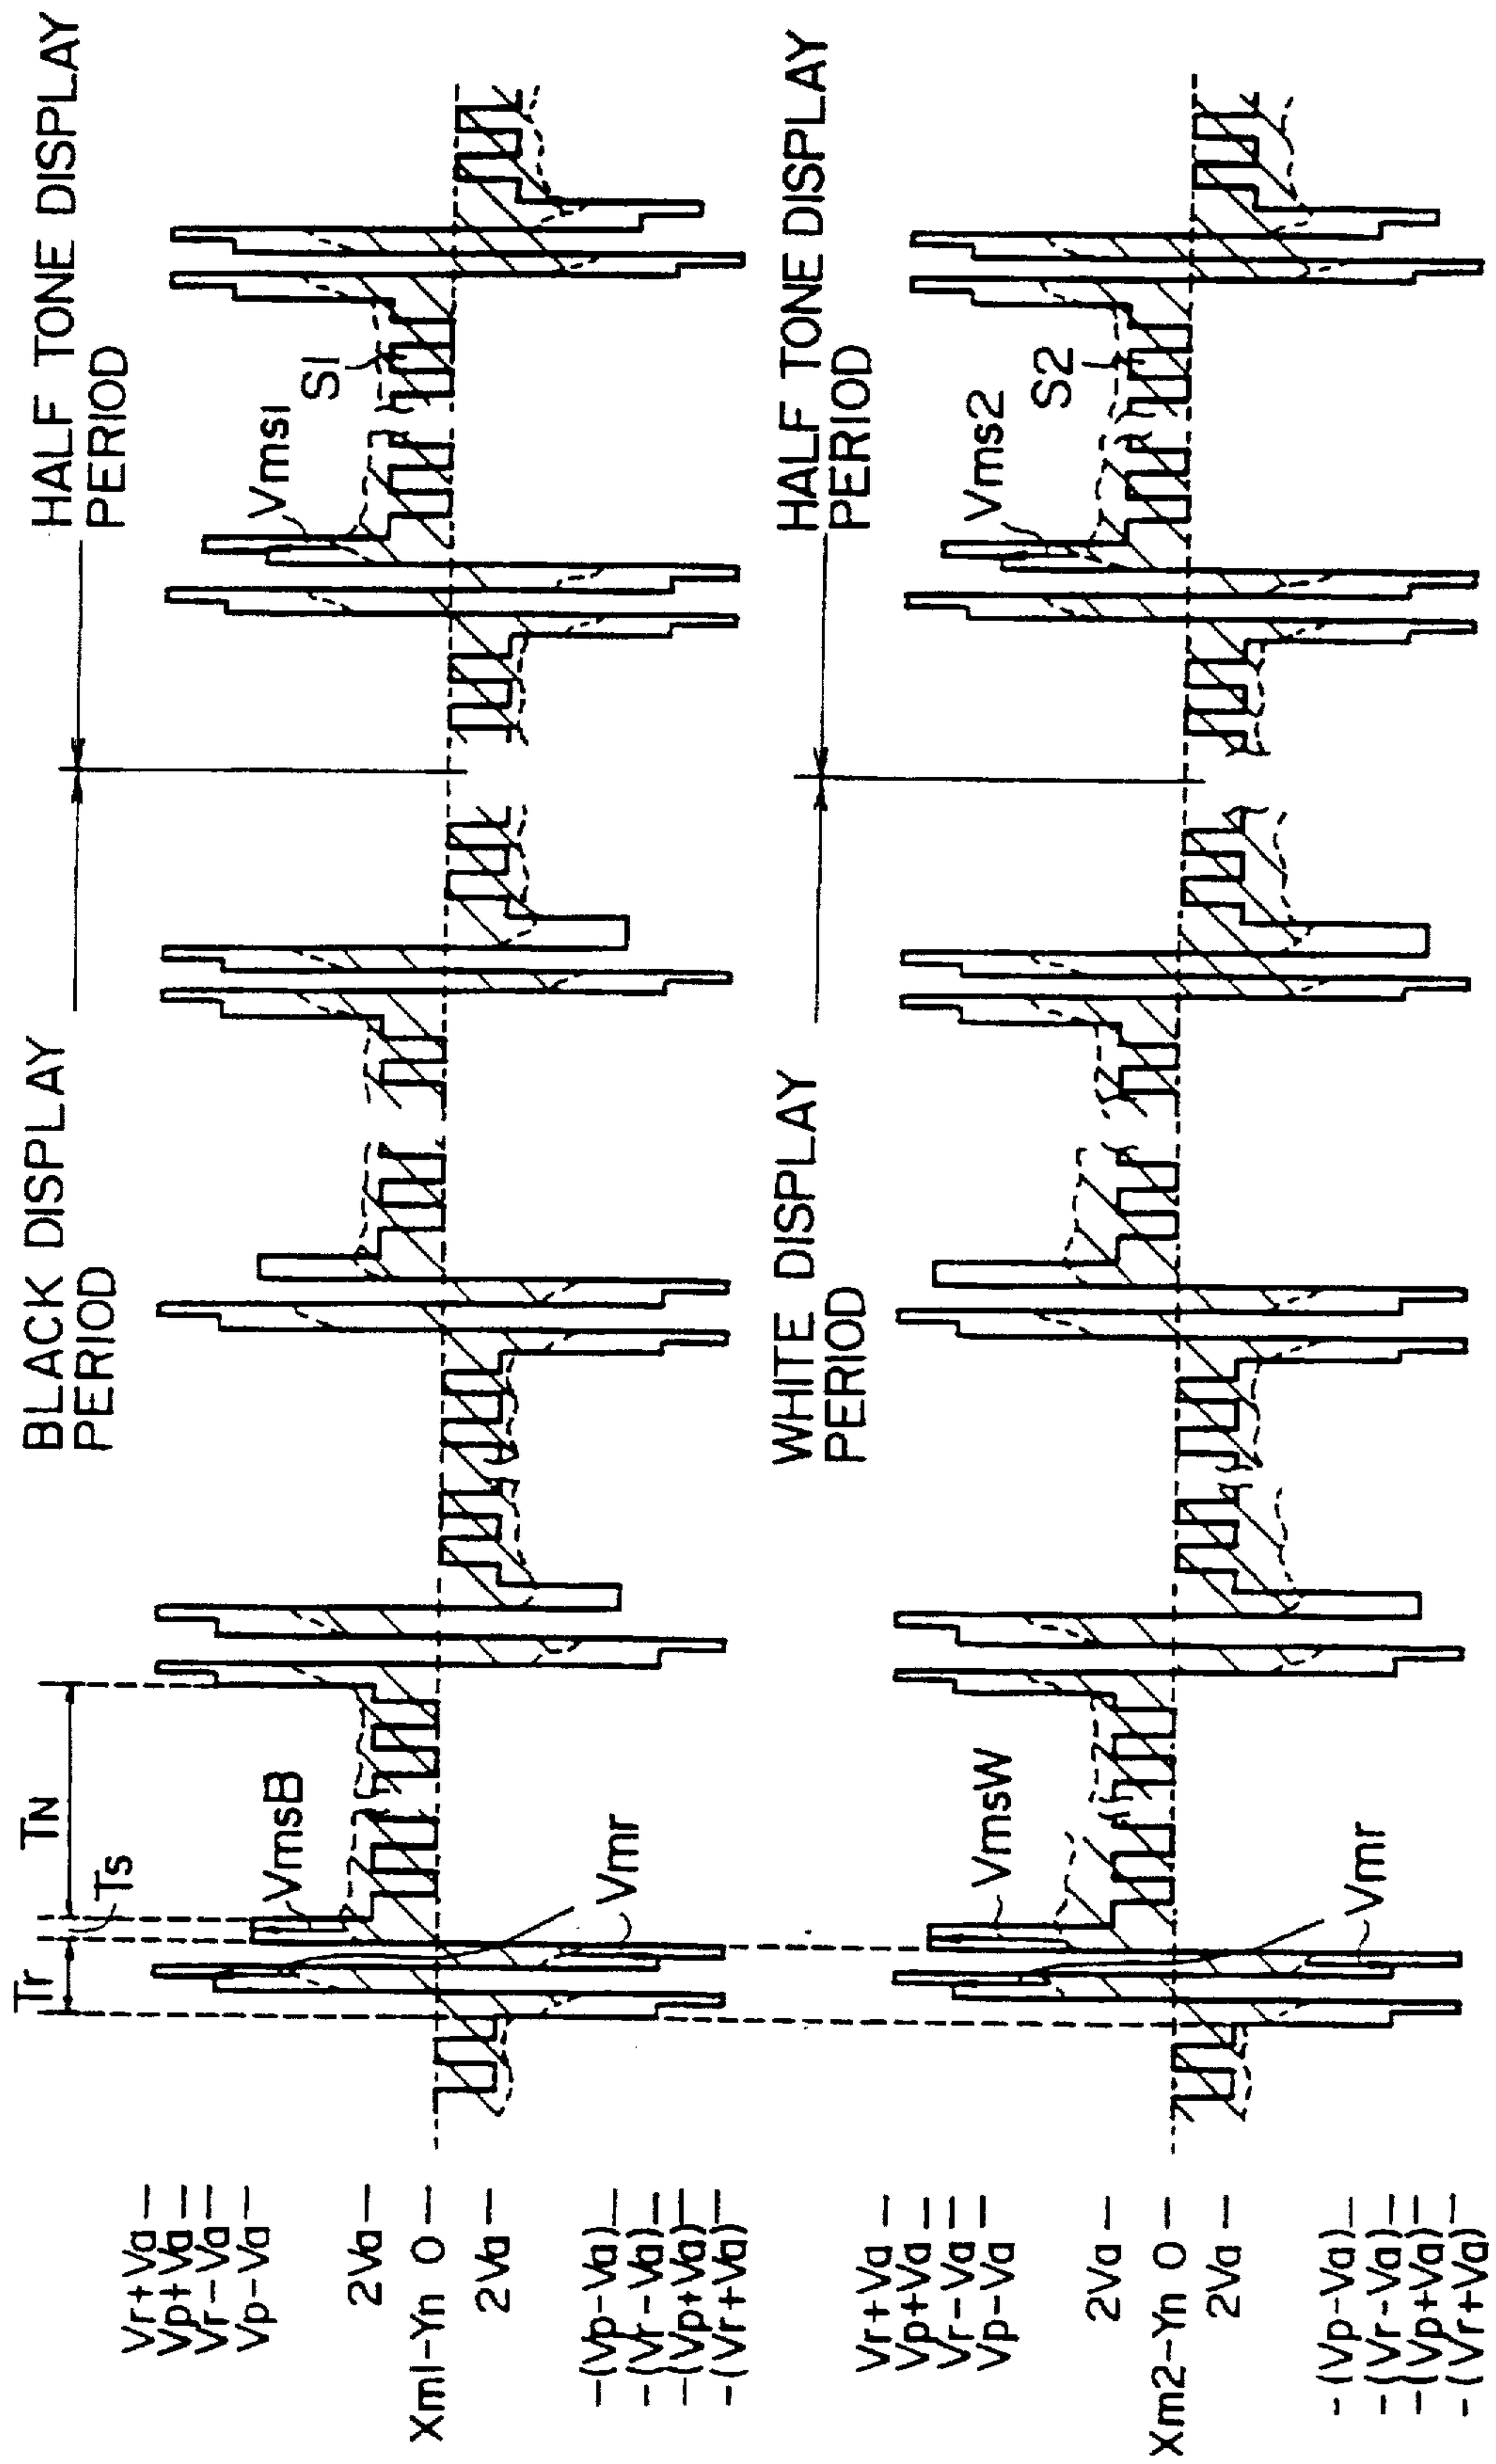 BLACK DISPLAY
PERIOD
HALF TONE DISPLAY
PERIOD
Tr
Ts
TN
VmsB
Vmr
Vms1
S1
Vr+Va
Vp+Va
Vr-Va
Vp-Va
2Va
Xm1-Yn 0
2Va
-(Vp-Va)
-(Vr-Va)
-(Vp+Va)
-(Vr+Va)
WHITE DISPLAY
PERIOD
HALF TONE DISPLAY
PERIOD
VmsW
Vmr
Vms2
S2
Vr+Va
Vp+Va
Vr-Va
Vp-Va
2Va
Xm2-Yn 0
2Va
-(Vp-Va)
-(Vr-Va)
-(Vp+Va)
-(Vr+Va)